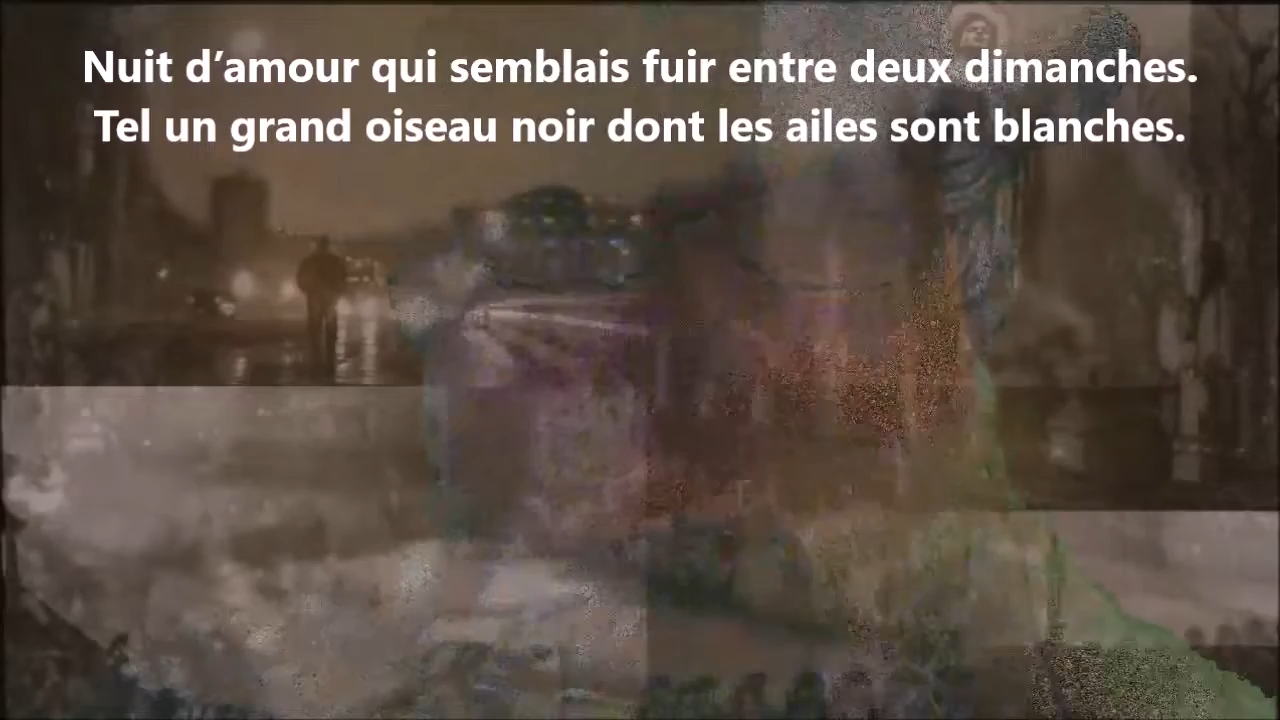 Nuit d’amour qui semblais fuir entre deux dimanches.
Tel un grand oiseau noir dont les ailes sont blanches.